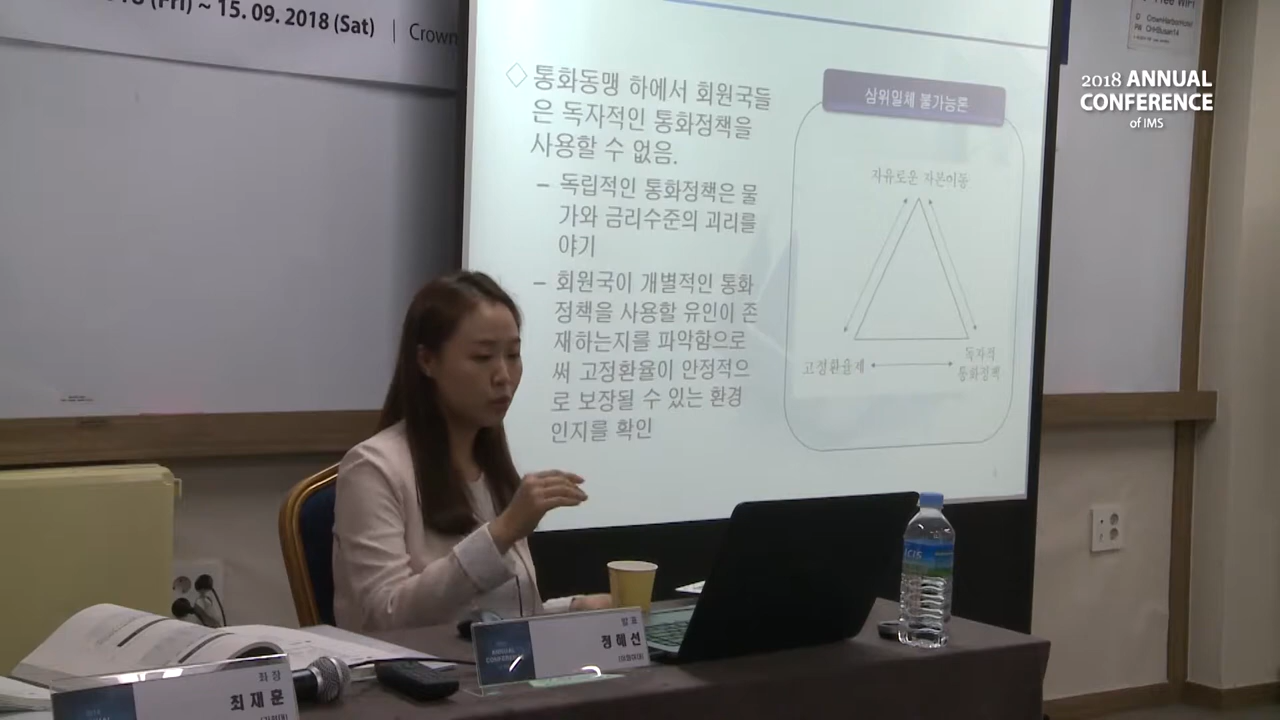 ~ 15. 09. 2018 (Sat) | Crown
Free WiFi
2018 ANNUAL
CONFERENCE
of IMS
◇ 통화동맹 하에서 회원국들
은 독자적인 통화정책을
사용할 수 없음.
– 독립적인 통화정책은 물
가와 금리수준의 괴리를
야기
– 회원국이 개별적인 통화
정책을 사용할 유인이 존
재하는지를 파악함으로
써 고정환율이 안정적으
로 보장될 수 있는 환경
인지를 확인
삼위일체 불가능론
자유로운 자본이동
고정환율제
독자적
통화정책
icis
발표
정혜선
ANNUAL
CONFERENCE
좌장
최재훈